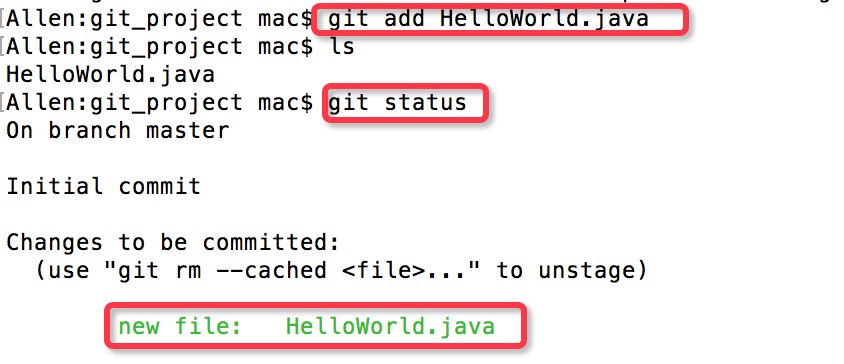 [Allen:git_project mac$ git add HelloWorld.java
[Allen:git_project mac$ ls
HelloWorld.java
[Allen:git_project mac$ git status
On branch master
Initial commit
Changes to be committed:
  (use "git rm --cached <file>..." to unstage)
        new file:   HelloWorld.java